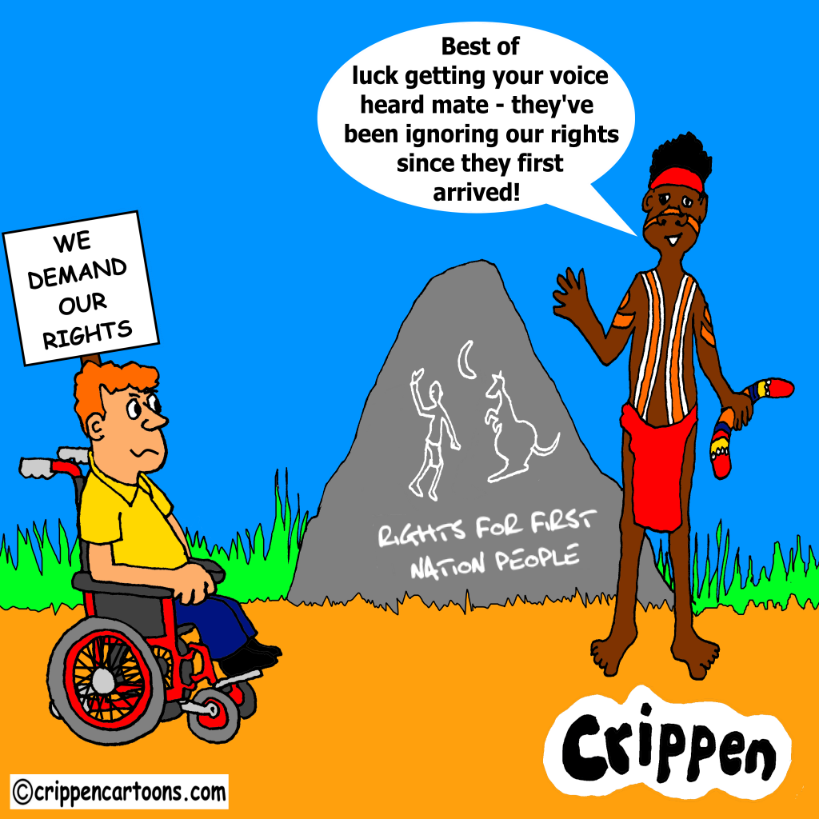 Best of
luck getting your voice
heard mate - they've
been ignoring our rights
since they first
arrived!
WE
DEMAND
OUR
RIGHTS
RIGHTS FOR FIRST
NATION PEOPLE
Crippen
©crippencartoons.com